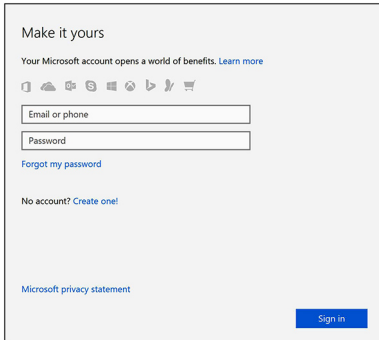 Make it yours
Your Microsoft account opens a world of benefits. Learn more
Email or phone
Password
Forgot my password
No account? Create one!
Microsoft privacy statement
Sign in